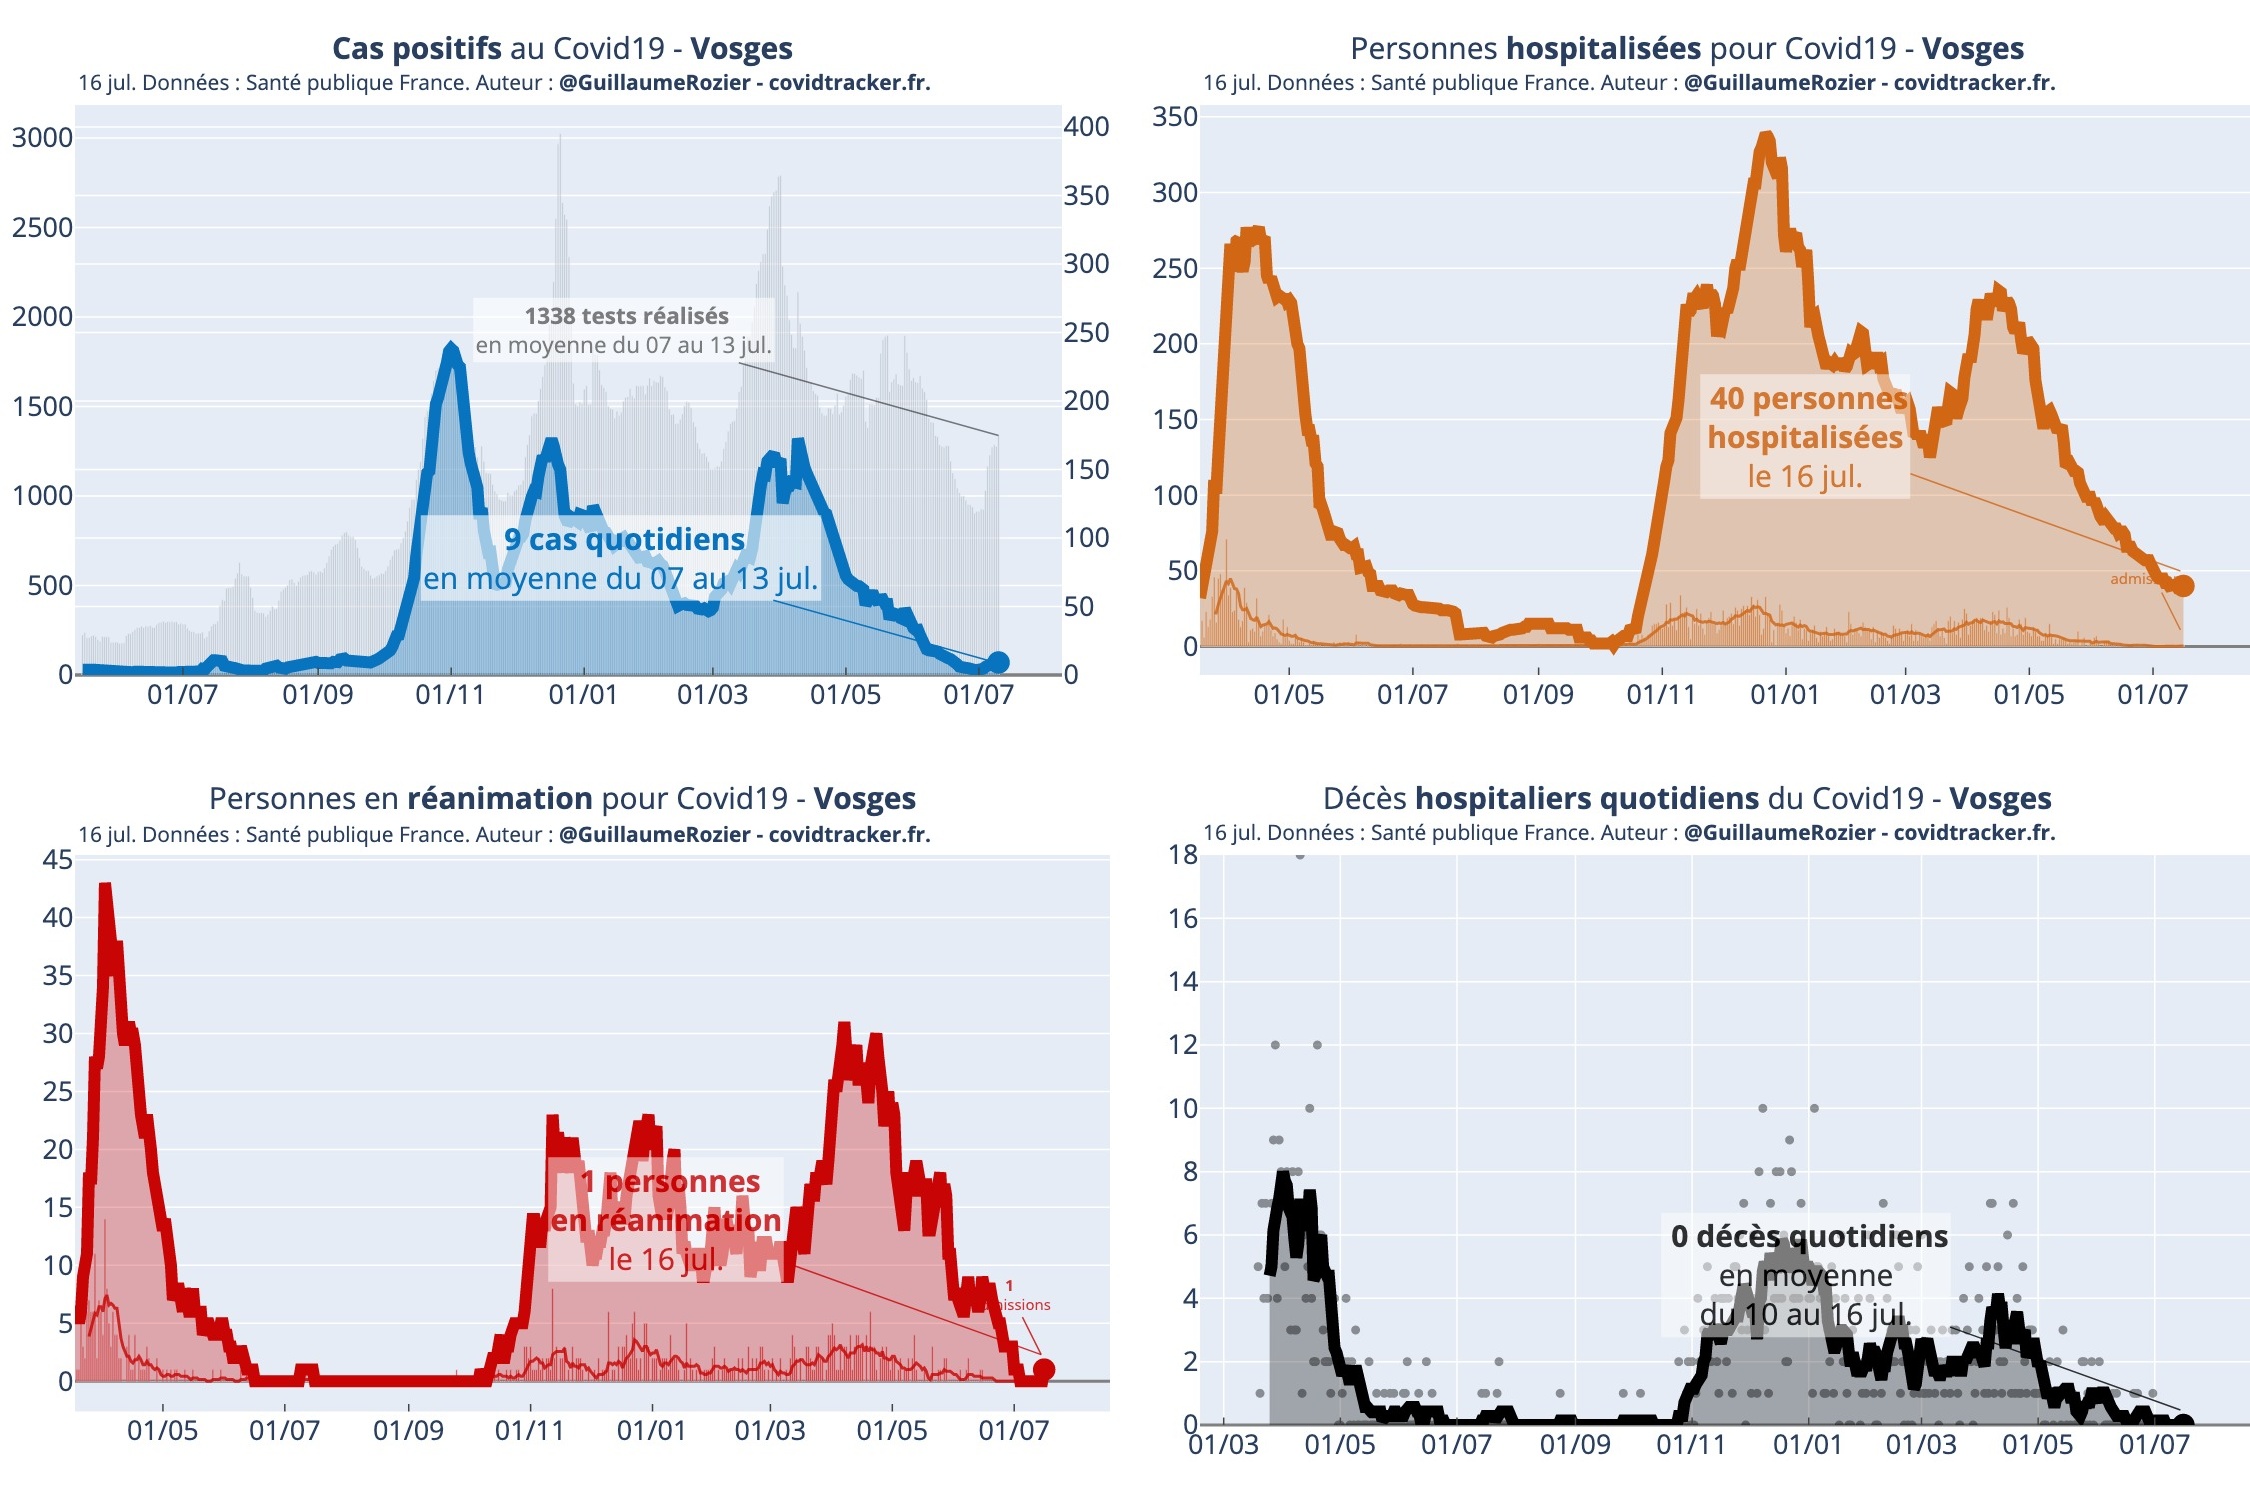 Cas positifs au Covid19 - Vosges
16 jul. Données : Santé publique France. Auteur : @GuillaumeRozier - covidtracker.fr.
3000
2500
2000
1500
1000
500
0
400
350
300
250
200
150
100
50
0
1338 tests réalisés
en moyenne du 07 au 13 jul.
9 cas quotidiens
en moyenne du 07 au 13 jul.
01/07 01/09 01/11 01/01 01/03 01/05 01/07
Personnes hospitalisées pour Covid19 - Vosges
16 jul. Données : Santé publique France. Auteur : @GuillaumeRozier - covidtracker.fr.
350
300
250
200
150
100
50
0
40 personnes
hospitalisées
le 16 jul.
01/05 01/07 01/09 01/11 01/01 01/03 01/05 01/07
Personnes en réanimation pour Covid19 - Vosges
16 jul. Données : Santé publique France. Auteur : @GuillaumeRozier - covidtracker.fr.
45
40
35
30
25
20
15
10
5
0
1 personnes
en réanimation
le 16 jul.
1
01/05 01/07 01/09 01/11 01/01 01/03 01/05 01/07
Décès hospitaliers quotidiens du Covid19 - Vosges
16 jul. Données : Santé publique France. Auteur : @GuillaumeRozier - covidtracker.fr.
18
16
14
12
10
8
6
4
2
0
0 décès quotidiens
en moyenne
du 10 au 16 jul.
01/03 01/05 01/07 01/09 01/11 01/01 01/03 01/05 01/07